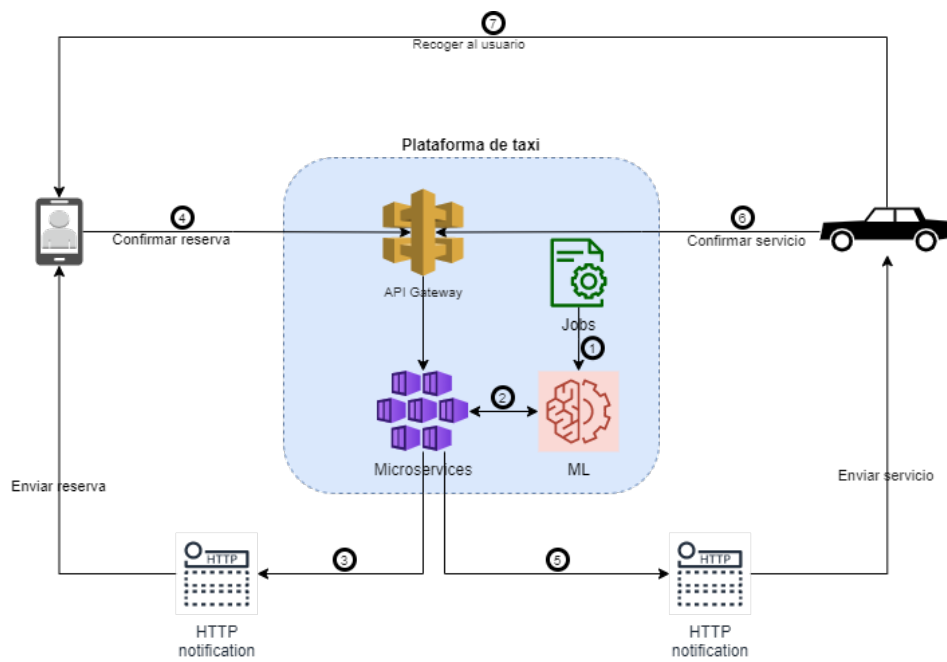 7
Recoger al usuario
Plataforma de taxi
4
Confirmar reserva
6
Confirmar servicio
API Gateway
Jobs
1
2
Microservices
ML
Enviar reserva
Enviar servicio
3
5
HTTP
HTTP
HTTP
notification
HTTP
notification